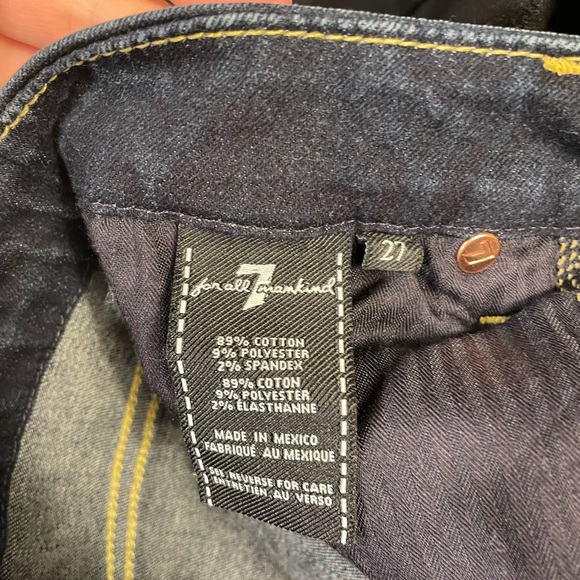 7
for all mankind
27
89% COTTON
9% POLYESTER
2% SPANDEX
89% COTON
9% POLYESTER
2% ÉLASTHANNE
MADE IN MEXICO
FABRIQUÉ AU MEXIQUE
SEE REVERSE FOR CARE
ENTRETIEN AU VERSO